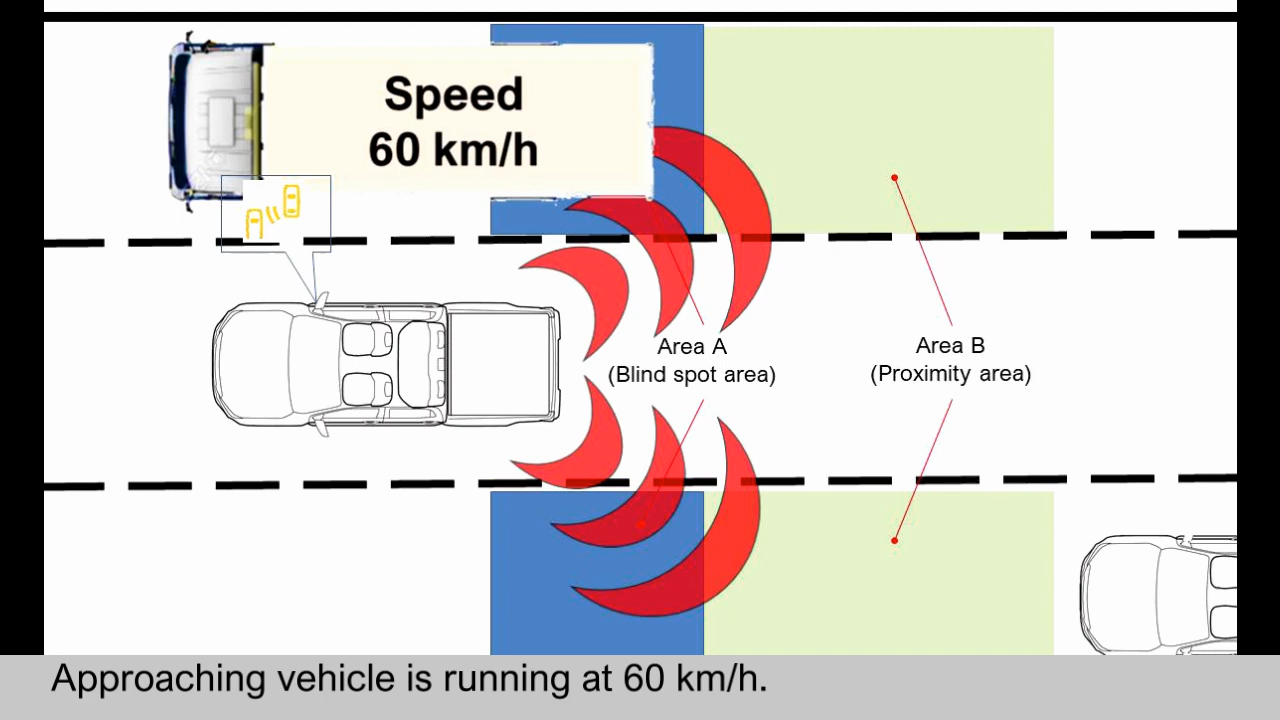 Speed
60 km/h
Area A
(Blind spot area)
Area B
(Proximity area)
Approaching vehicle is running at 60 km/h.